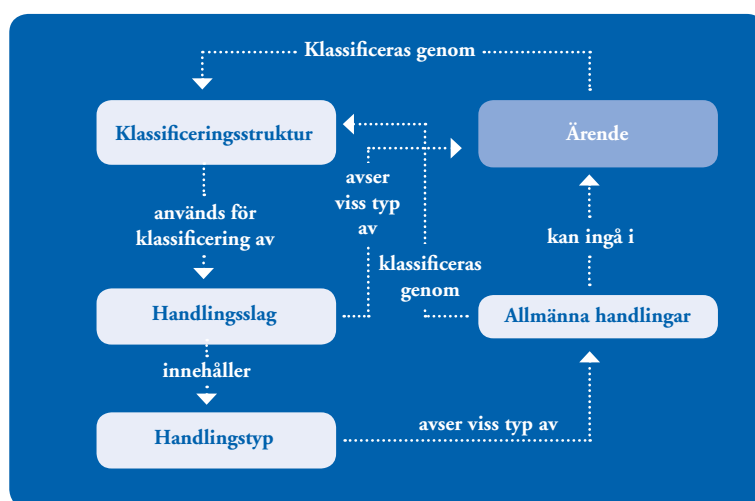 Klassificeras genom
Klassificeringsstruktur
Ärende
avser
viss typ
av
används för
klassificering av
kan ingå i
klassificeras
genom
Handlingsslag
Allmänna handlingar
innehåller
Handlingstyp
avser viss typ av